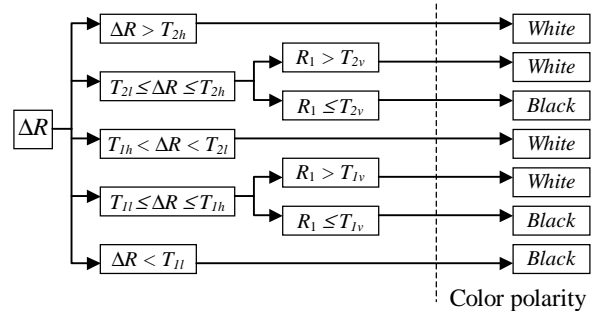 ΔR > T2h White
R1 > T2v White
T2l ≤ ΔR ≤ T2h
R1 ≤ T2v Black
ΔR
T1h < ΔR < T2l White
R1 > T1v White
T1l ≤ ΔR ≤ T1h
R1 ≤ T1v Black
ΔR < T1l Black
Color polarity